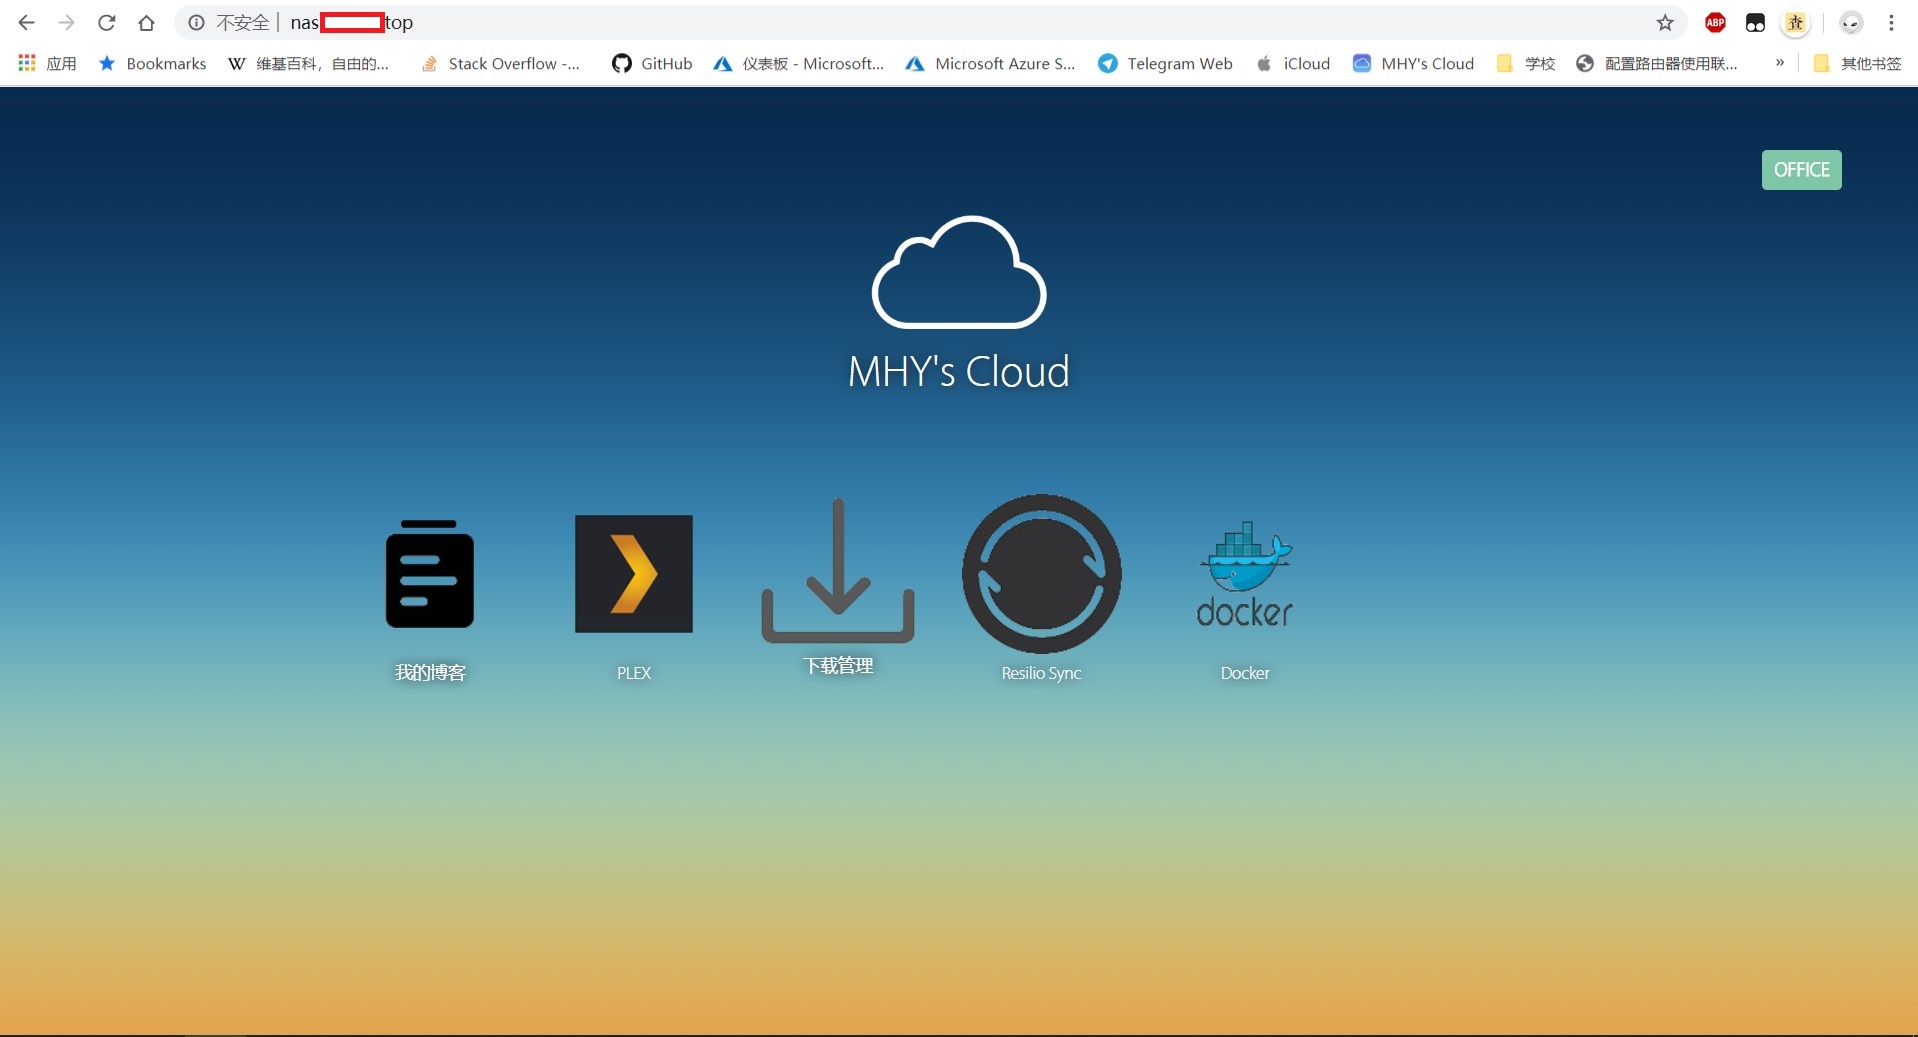 不安全 nas top
ABP 查
应用 Bookmarks W 维基百科，自由的... Stack Overflow -... GitHub 仪表板 - Microsoft... Microsoft Azure S... Telegram Web iCloud MHY's Cloud 学校 配置路由器使用联... » 其他书签
OFFICE
MHY's Cloud
docker
我的博客 PLEX 下载管理 Resilio Sync Docker